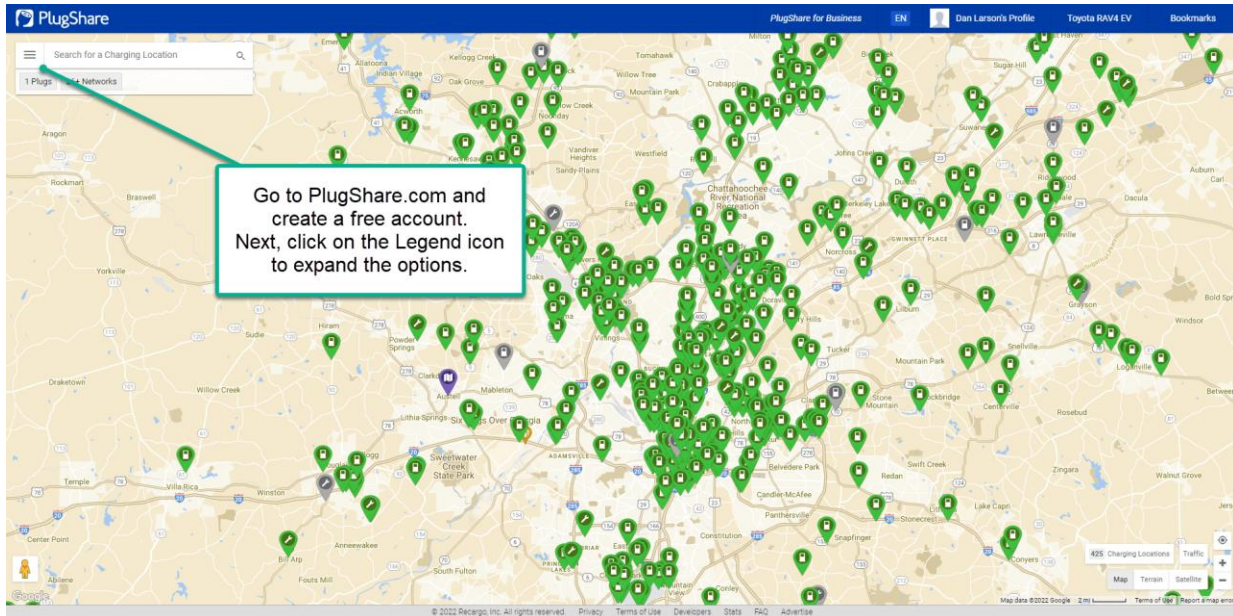 PlugShare
PlugShare for Business
EN
Dan Larson's Profile
Toyota RAV4 EV
Bookmarks
Search for a Charging Location
1 Plugs
Networks
Go to PlugShare.com and
create a free account.
Next, click on the Legend icon
to expand the options.
Allatoona
Indian Village
Acworth
Kellogg Creek
Oak Grove
Tomahawk
Willow Tree
Mountain Park
Milton
Sugar Hill
Aragon
Rockmart
Braswell
Vandiver
Heights
Westfield
Sandy-Plains
Chattahoochee
River National
Recreation
Johns Creek
Suwanee
Duluth
Auburn
Carl
Dacula
GWINNETT PLACE
Norcross
Yorkville
Lilburn
Grayson
Bold Spr
Windsor
Hiram
Sudie
Powder
Springs
Vinings
Tucker
Mountain Park
Snellville
Loganville
Draketown
Willow Creek
Mableton
Austell
Lithia Springs
Stone
Mountain
Centerville
Rosebud
Between
ADAMSVILLE
Sweetwater
Creek
State Park
Belvedere Park
Redan
Swift Creek
Zingara
Walnut Grove
Temple
Villa Rica
Winston
Candler-McAfee
Panthersville
Stonecrest
Lake Capri
Center Point
Bill Arp
Anneewakee
Constitution
Snapfinger
Conyers
Abilene
Fouts Mill
South Fulton
Conley
425 Charging Locations
Traffic
Map
Terrain
Satellite
Google
Map data ©2022 Google
2 mi
Terms of Use
Report a map error
© 2022 Recargo, Inc. All rights reserved.
Privacy
Terms of Use
Developers
Stats
FAQ
Advertise